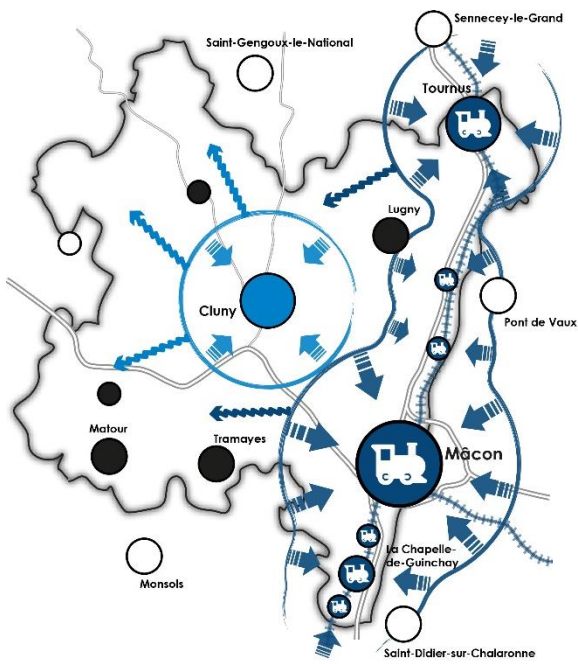 Sennecey-le-Grand
Saint-Gengoux-le-National
Tournus
Lugny
Cluny
Pont de Vaux
Matour
Tramayes
Mâcon
La Chapelle-
de-Guinchay
Monsols
Saint-Didier-sur-Chalaronne